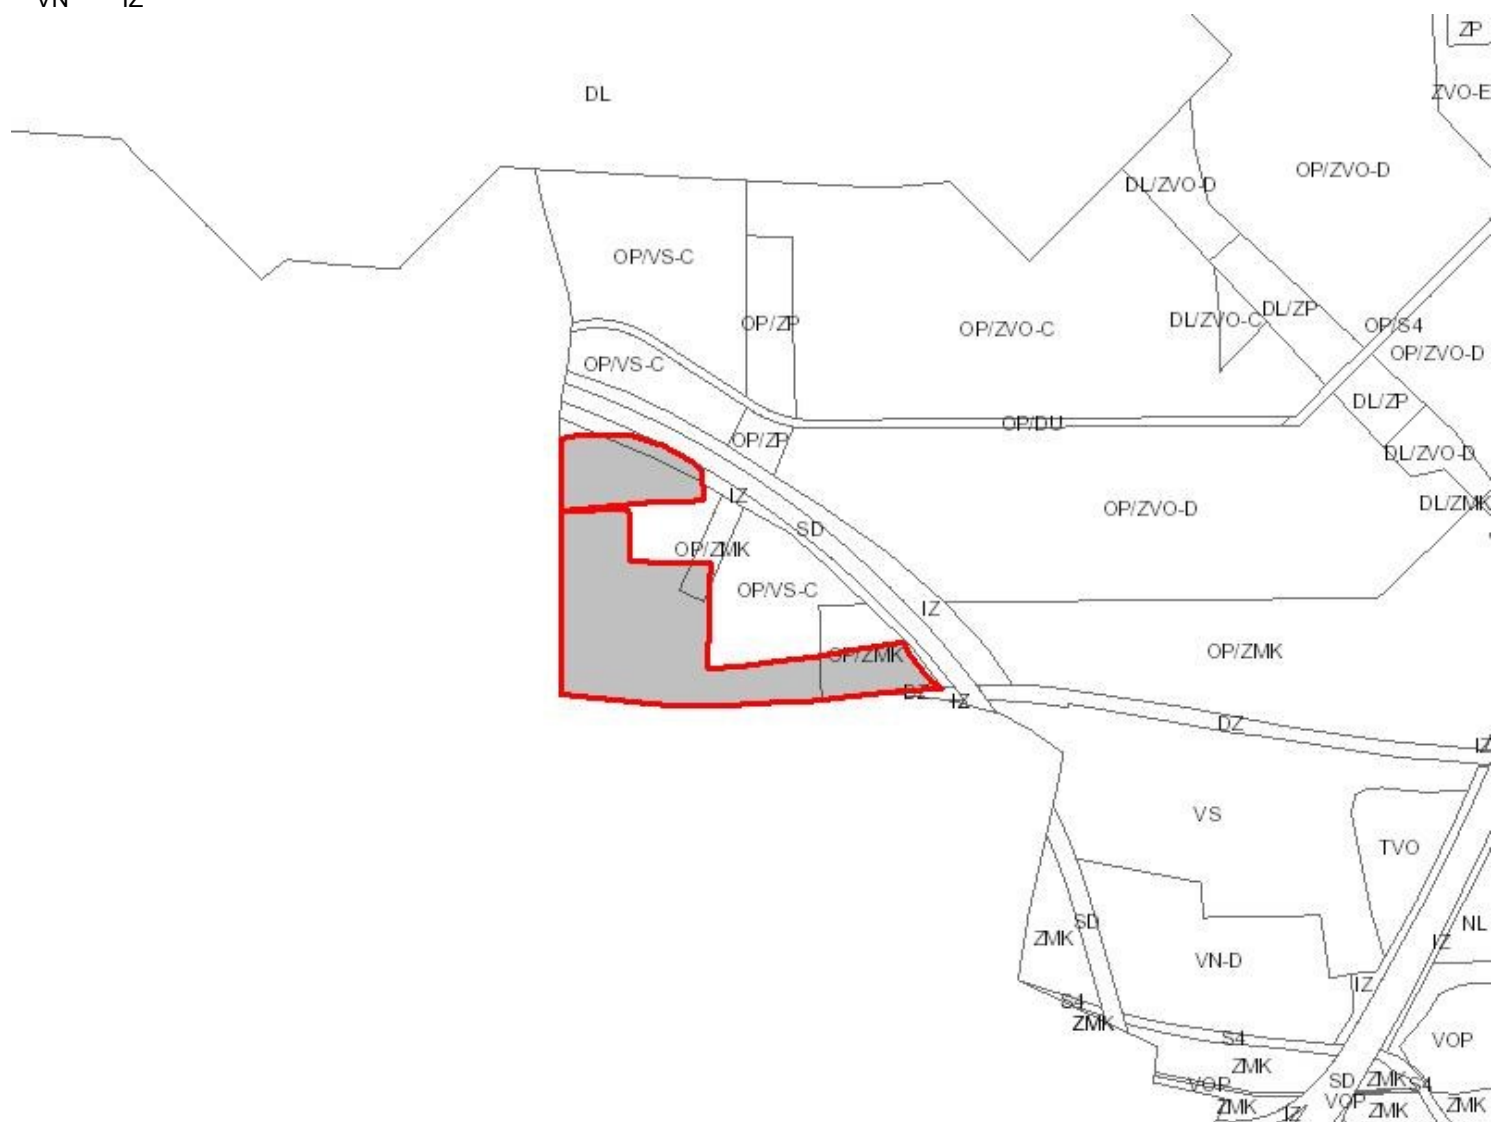 VN IZ
ZP
DL
ZVO-E
OP/ZVO-D
DL/ZVO-D
OP/VS-C
DL/ZP
OP/ZP
OP/ZVO-C
DL/ZVO-C
OP/S4
OP/ZVO-D
OP/VS-C
DL/ZP
OP/DU
OP/ZP
DL/ZVO-D
IZ
OP/ZVO-D
DL/ZMK
SD
OP/ZMK
OP/VS-C
IZ
OP/ZMK
OP/ZMK
DZ
IZ
DZ
IZ
VS
TVO
SD
NL
ZMK
IZ
VN-D
IZ
S4
ZMK
S4
VOP
ZMK
VOP
SD
ZMK
S4
VOP
ZMK
IZ
ZMK
ZMK